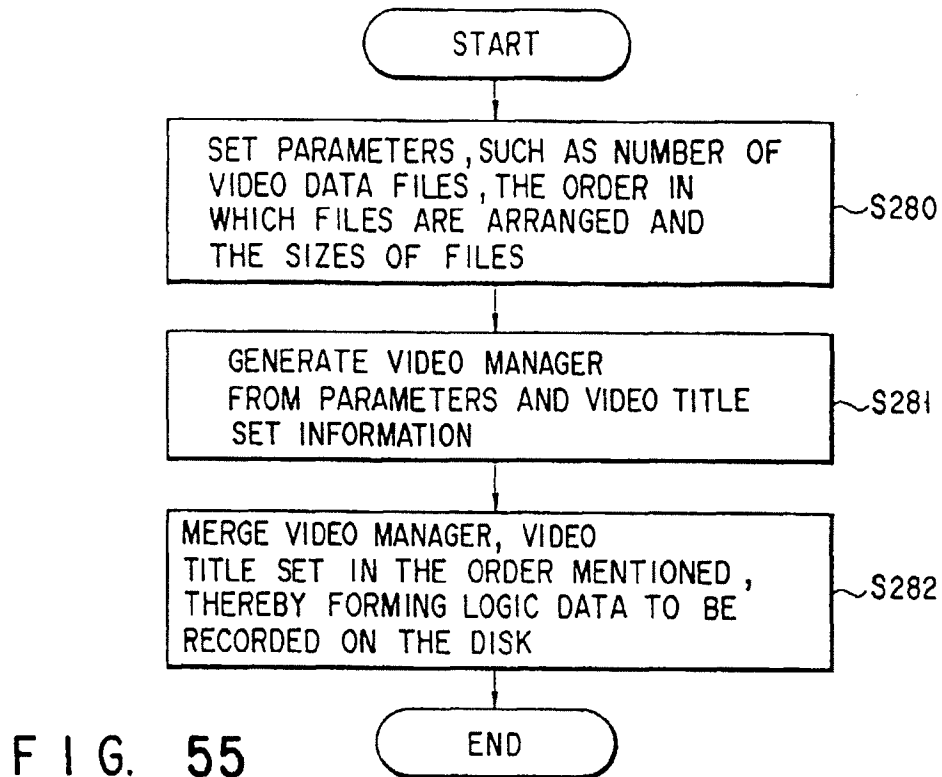 START
SET PARAMETERS, SUCH AS NUMBER OF
VIDEO DATA FILES, THE ORDER IN
WHICH FILES ARE ARRANGED AND
THE SIZES OF FILES
S280
GENERATE VIDEO MANAGER
FROM PARAMETERS AND VIDEO TITLE
SET INFORMATION
S281
MERGE VIDEO MANAGER, VIDEO
TITLE SET IN THE ORDER MENTIONED,
THEREBY FORMING LOGIC DATA TO BE
RECORDED ON THE DISK
S282
END
FIG. 55